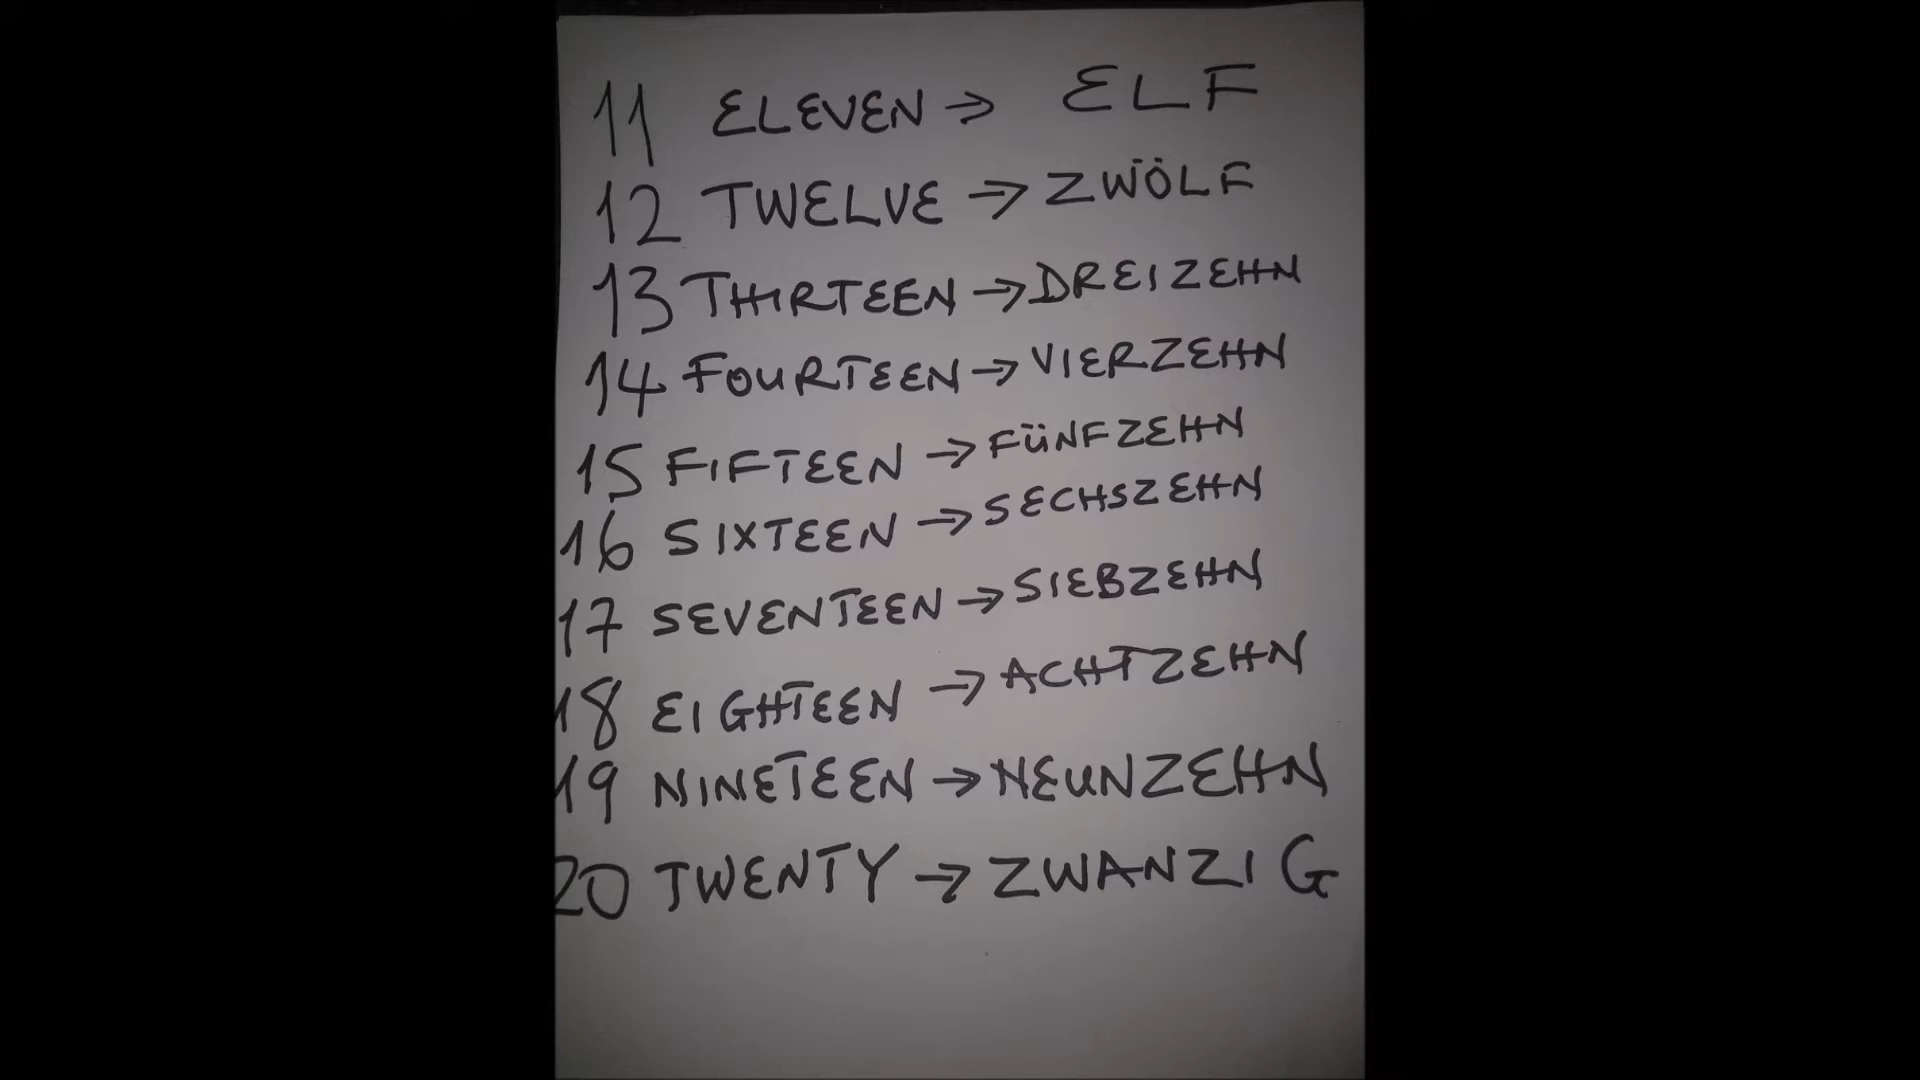 11 ELEVEN → ELF
12 TWELVE → ZWÖLF
13 THIRTEEN → DREIZEHN
14 FOURTEEN → VIERZEHN
15 FIFTEEN → FÜNFZEHN
16 SIXTEEN → SECHSZEHN
17 SEVENTEEN → SIEBZEHN
18 EIGHTEEN → ACHTZEHN
19 NINETEEN → NEUNZEHN
20 TWENTY → ZWANZIG